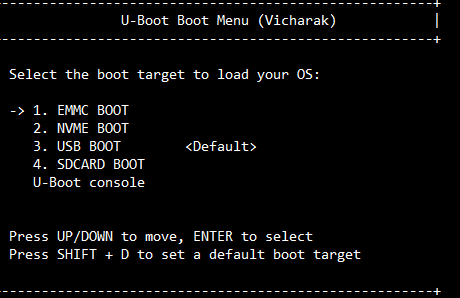 U-Boot Boot Menu (Vicharak)
Select the boot target to load your OS:
-> 1. EMMC BOOT
2. NVME BOOT
3. USB BOOT <Default>
4. SDCARD BOOT
U-Boot console
Press UP/DOWN to move, ENTER to select
Press SHIFT + D to set a default boot target